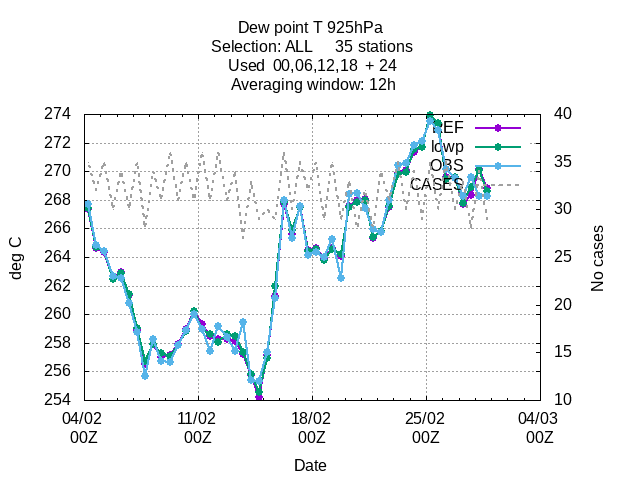 Dew point T 925hPa
Selection: ALL 35 stations
Used 00,06,12,18 + 24
Averaging window: 12h
274
272
270
268
266
264
262
260
258
256
254
deg C
40
35
30
25
20
15
10
No cases
REF
lowp
OBS
CASES
04/02 11/02 18/02 25/02 04/03
00Z 00Z 00Z 00Z 00Z
Date